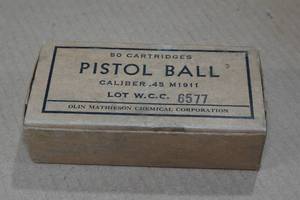 50 CARTRIDGES
PISTOL BALL
CALIBER .45 M1911
LOT W.C.C. 6577
OLIN MATHIESON CHEMICAL CORPORATION